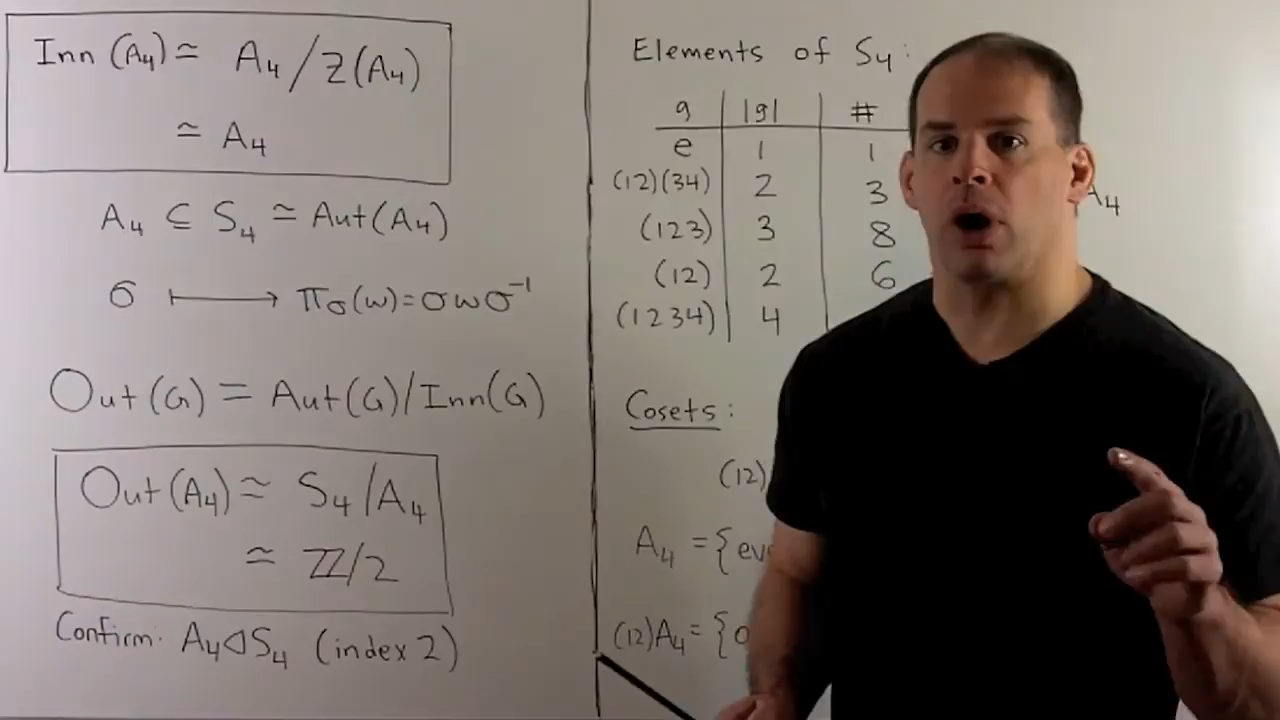 Inn(A₄) ≃ A₄/Z(A₄)
≃ A₄
A₄ ⊆ S₄ ≃ Aut(A₄)
σ ⟼ πσ(w)=σwσ⁻¹
Out(G) = Aut(G)/Inn(G)
Out(A₄) ≃ S₄/A₄
≃ ℤ/2
Confirm: A₄◁S₄ (index 2)
Elements of S₄:
g |g| #
e 1 1
(12)(34) 2 3
A₄
(123) 3 8
(12) 2 6
(1234) 4
Cosets:
(12)
A₄ = {
(12)A₄ = {